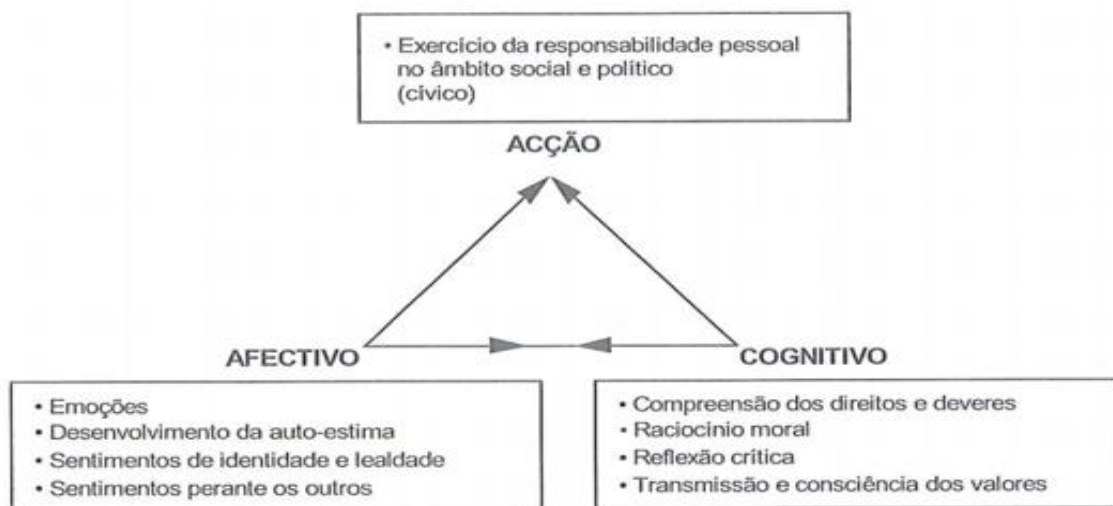 • Exercício da responsabilidade pessoal
no âmbito social e político
(cívico)
ACÇÃO
AFECTIVO
COGNITIVO
• Emoções
• Desenvolvimento da auto-estima
• Sentimentos de identidade e lealdade
• Sentimentos perante os outros
• Compreensão dos direitos e deveres
• Raciocínio moral
• Reflexão crítica
• Transmissão e consciência dos valores